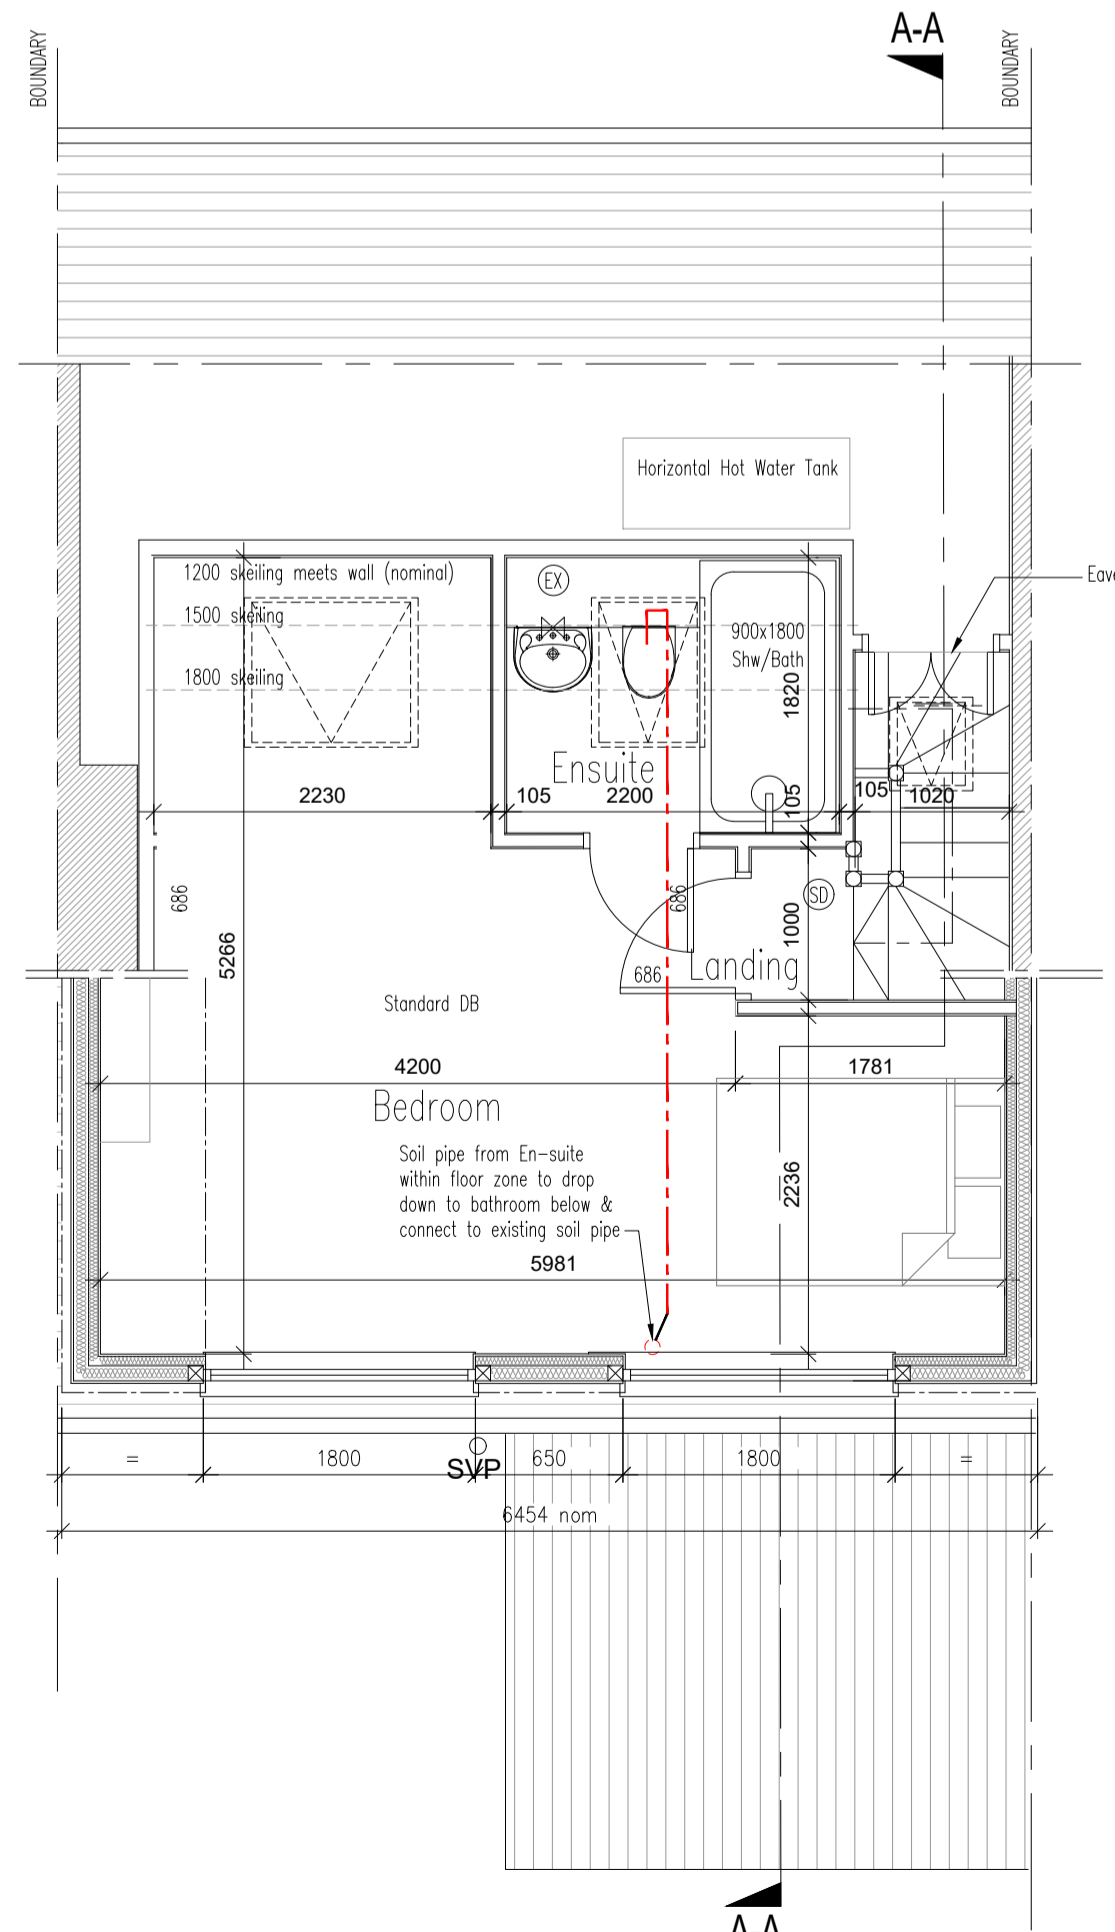 A-A
BOUNDARY
BOUNDARY
Horizontal Hot Water Tank
1200 skeiling meets wall (nominal)
EX
Eave
1500 skeiling
900x1800
Shw/Bath
1800 skeiling
1820
Ensuite
2230
105
2200
105
105
1020
686
686
SD
1000
5266
686
Landing
Standard DB
4200
1781
Bedroom
Soil pipe from En-suite
within floor zone to drop
down to bathroom below &
connect to existing soil pipe
2236
5981
=
1800
SVP
650
1800
=
6454 nom
A-A